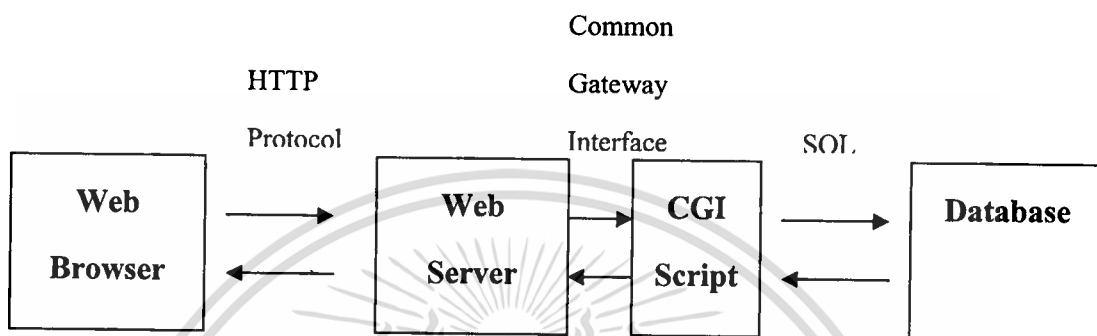 Common
HTTP
Gateway
Protocol
Interface
SQL
Web
Browser
Web
Server
CGI
Script
Database